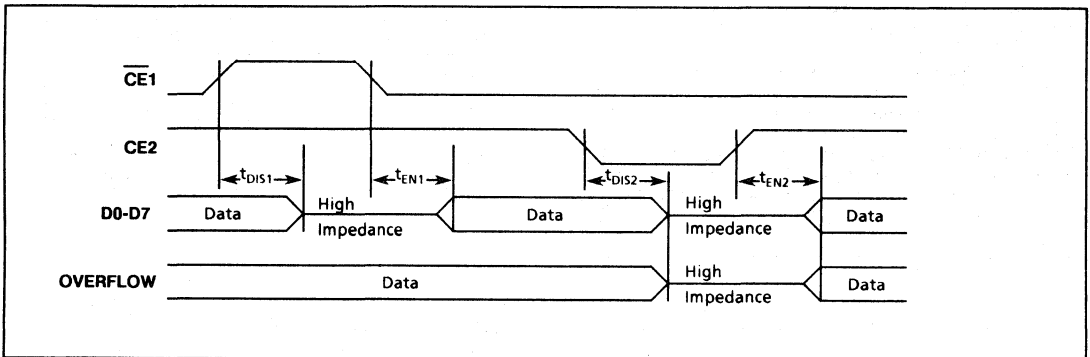 CE1
CE2
tDIS1 tEN1 tDIS2 tEN2
D0-D7 Data High Impedance Data High Impedance Data
OVERFLOW Data High Impedance Data